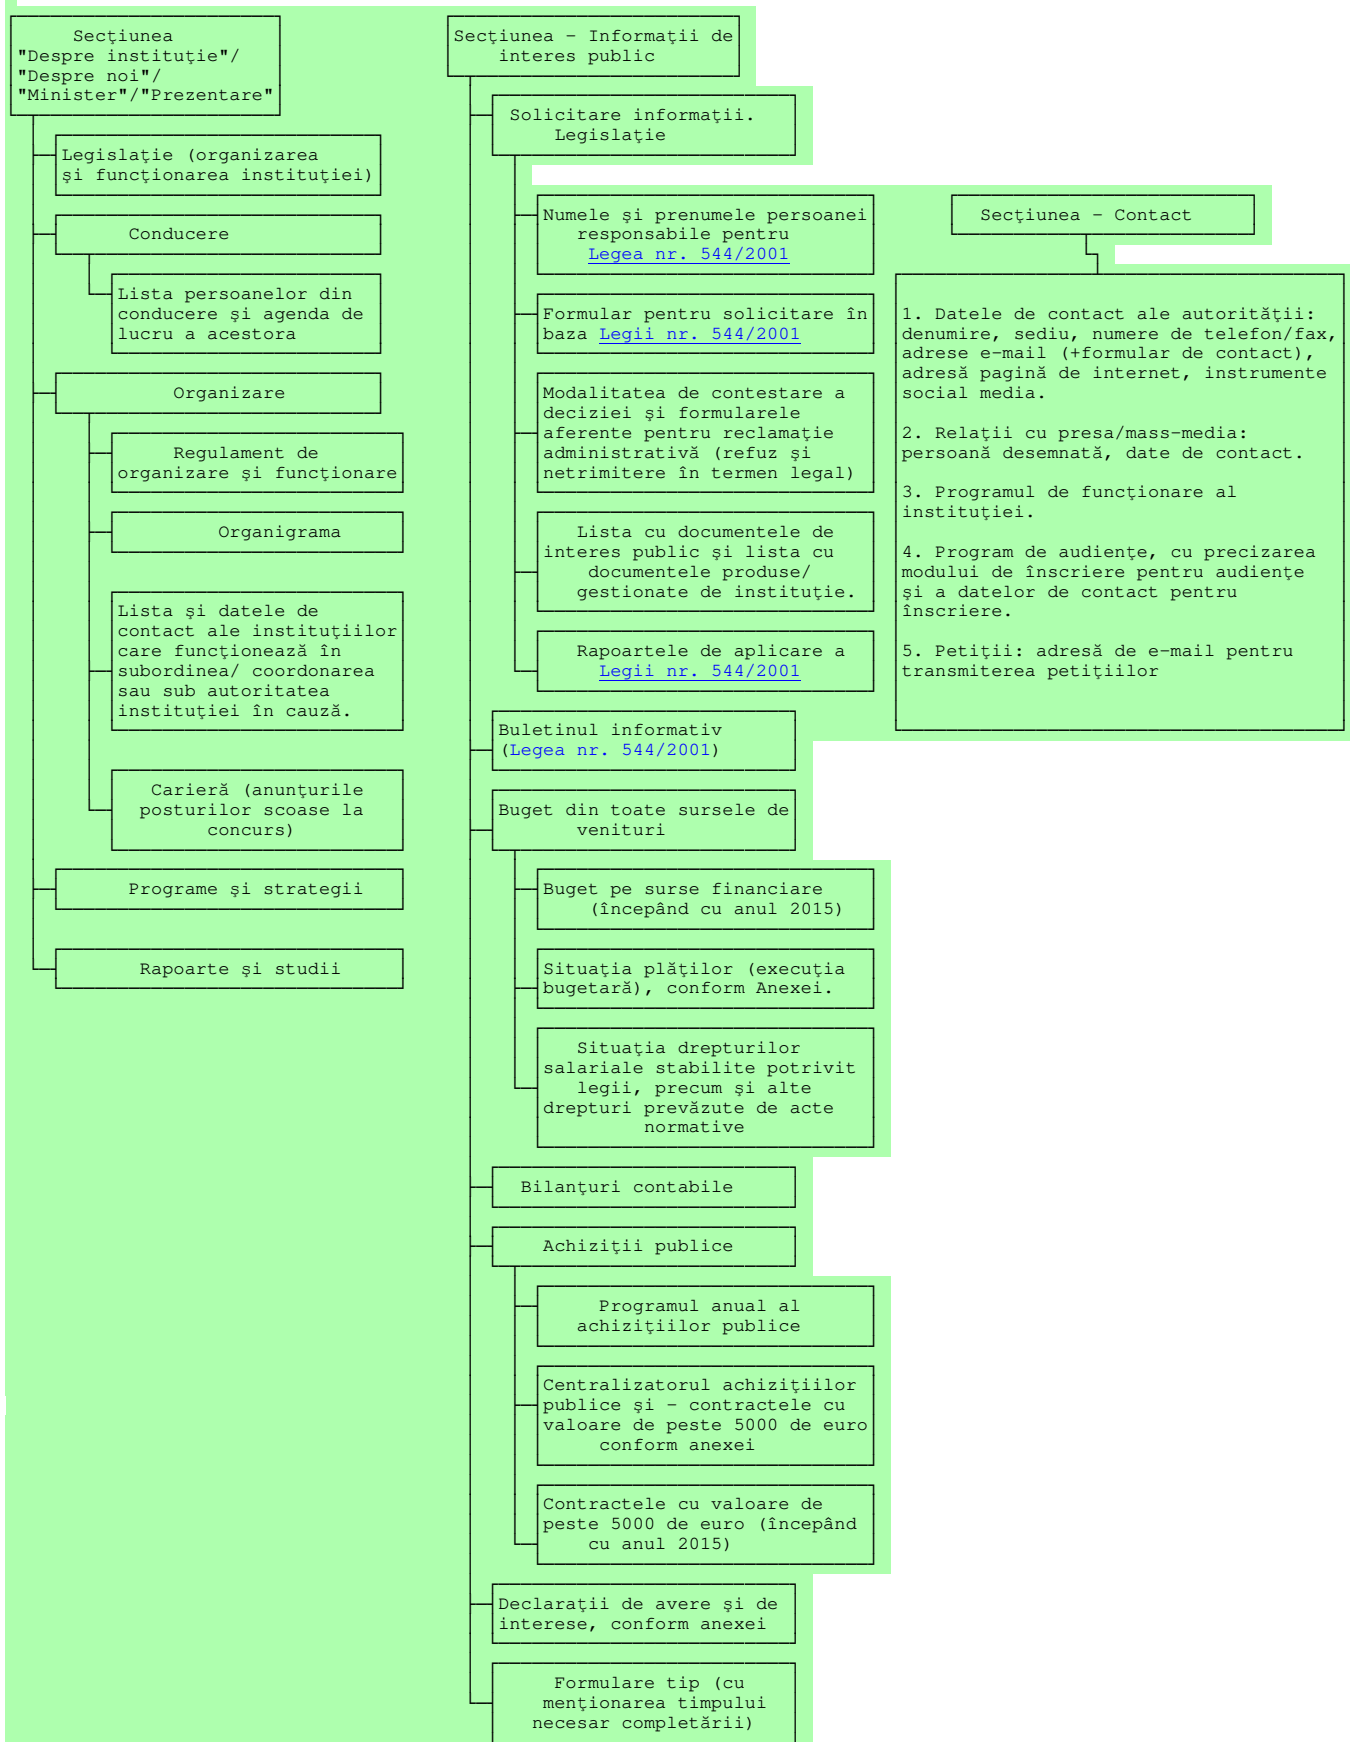 Secţiunea
"Despre instituţie"/
"Despre noi"/
"Minister"/"Prezentare"
Legislaţie (organizarea
şi funcţionarea instituţiei)
Conducere
Lista persoanelor din
conducere şi agenda de
lucru a acestora
Organizare
Regulament de
organizare şi funcţionare
Organigrama
Lista şi datele de
contact ale instituţiilor
care funcţionează în
subordinea/ coordonarea
sau sub autoritatea
instituţiei în cauză.
Carieră (anunţurile
posturilor scoase la
concurs)
Programe şi strategii
Rapoarte şi studii
Secţiunea - Informaţii de
interes public
Solicitare informaţii.
Legislaţie
Numele şi prenumele persoanei
responsabile pentru
Legea nr. 544/2001
Formular pentru solicitare în
baza Legii nr. 544/2001
Modalitatea de contestare a
deciziei şi formularele
aferente pentru reclamaţie
administrativă (refuz şi
netrimitere în termen legal)
Lista cu documentele de
interes public şi lista cu
documentele produse/
gestionate de instituţie.
Rapoartele de aplicare a
Legii nr. 544/2001
Buletinul informativ
(Legea nr. 544/2001)
Buget din toate sursele de
venituri
Buget pe surse financiare
(începând cu anul 2015)
Situaţia plăţilor (execuţia
bugetară), conform Anexei.
Situaţia drepturilor
salariale stabilite potrivit
legii, precum şi alte
drepturi prevăzute de acte
normative
Bilanţuri contabile
Achiziţii publice
Programul anual al
achiziţiilor publice
Centralizatorul achiziţiilor
publice şi - contractele cu
valoare de peste 5000 de euro
conform anexei
Contractele cu valoare de
peste 5000 de euro (începând
cu anul 2015)
Declaraţii de avere şi de
interese, conform anexei
Formulare tip (cu
menţionarea timpului
necesar completării)
Secţiunea - Contact
1. Datele de contact ale autorităţii:
denumire, sediu, numere de telefon/fax,
adrese e-mail (+formular de contact),
adresă pagină de internet, instrumente
social media.
2. Relaţii cu presa/mass-media:
persoană desemnată, date de contact.
3. Programul de funcţionare al
instituţiei.
4. Program de audienţe, cu precizarea
modului de înscriere pentru audienţe
şi a datelor de contact pentru
înscriere.
5. Petiţii: adresă de e-mail pentru
transmiterea petiţiilor